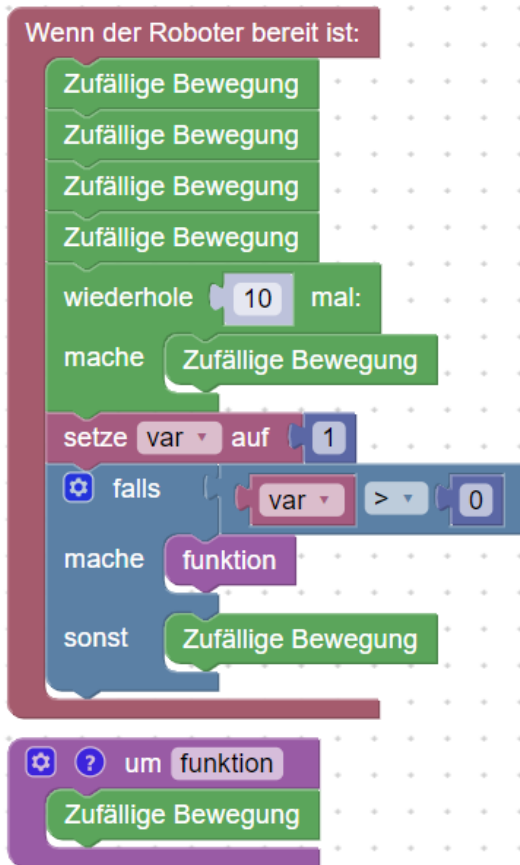 Wenn der Roboter bereit ist:
Zufällige Bewegung
Zufällige Bewegung
Zufällige Bewegung
Zufällige Bewegung
wiederhole 10 mal:
mache Zufällige Bewegung
setze var auf 1
falls var > 0
mache funktion
sonst Zufällige Bewegung
? um funktion
Zufällige Bewegung